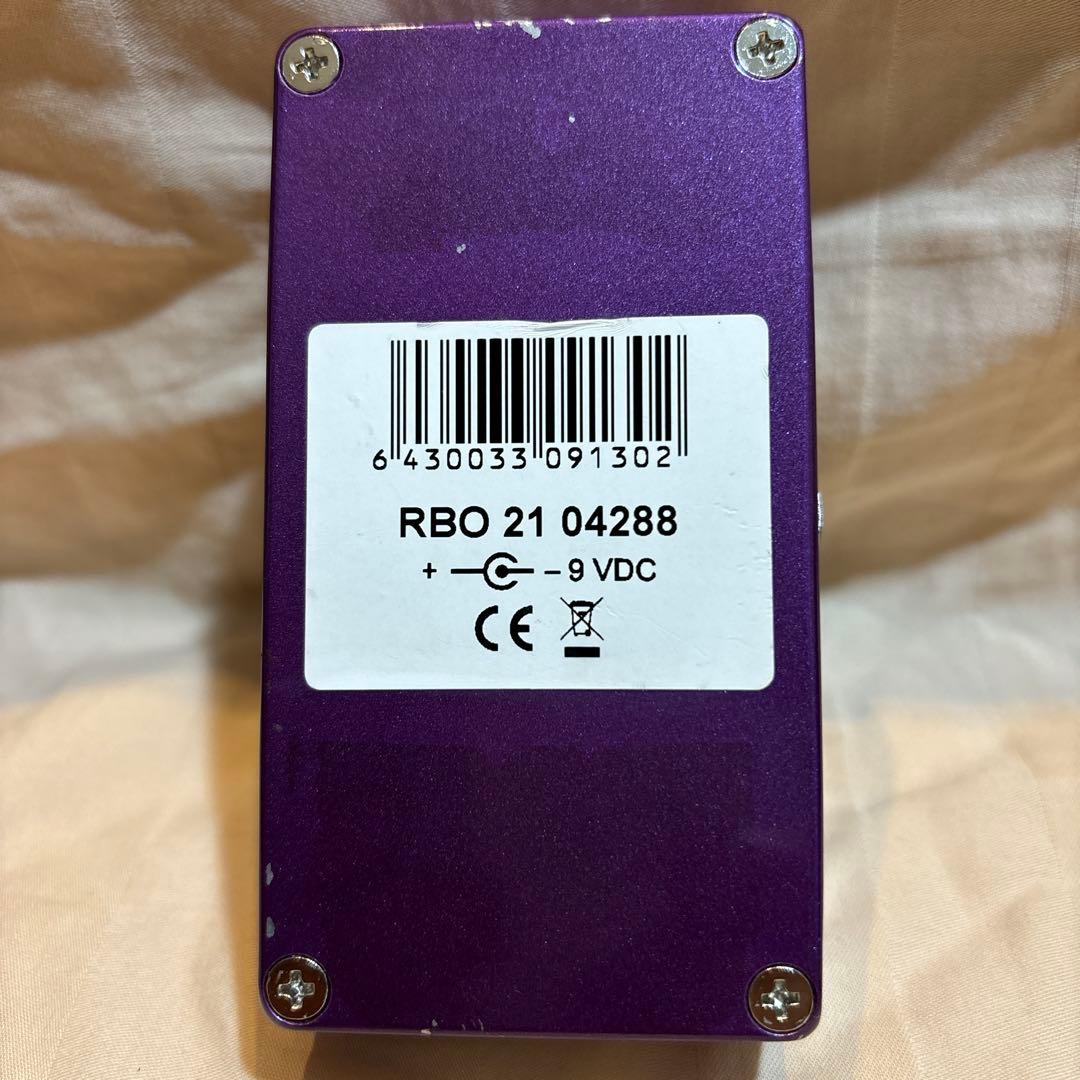 6 430033 091302
RBO 21 04288
+ – 9 VDC
CE